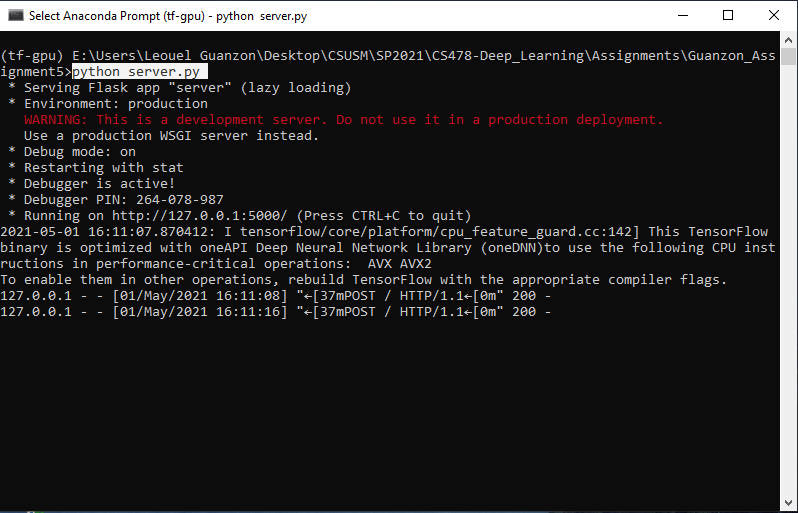 Select Anaconda Prompt (tf-gpu) - python  server.py
(tf-gpu) E:\Users\Leouel Guanzon\Desktop\CSUSM\SP2021\CS478-Deep_Learning\Assignments\Guanzon_Ass
ignment5>python server.py
 * Serving Flask app "server" (lazy loading)
 * Environment: production
   WARNING: This is a development server. Do not use it in a production deployment.
   Use a production WSGI server instead.
 * Debug mode: on
 * Restarting with stat
 * Debugger is active!
 * Debugger PIN: 264-078-987
 * Running on http://127.0.0.1:5000/ (Press CTRL+C to quit)
2021-05-01 16:11:07.870412: I tensorflow/core/platform/cpu_feature_guard.cc:142] This TensorFlow
binary is optimized with oneAPI Deep Neural Network Library (oneDNN)to use the following CPU inst
ructions in performance-critical operations:  AVX AVX2
To enable them in other operations, rebuild TensorFlow with the appropriate compiler flags.
127.0.0.1 - - [01/May/2021 16:11:08] "←[37mPOST / HTTP/1.1←[0m" 200 -
127.0.0.1 - - [01/May/2021 16:11:16] "←[37mPOST / HTTP/1.1←[0m" 200 -